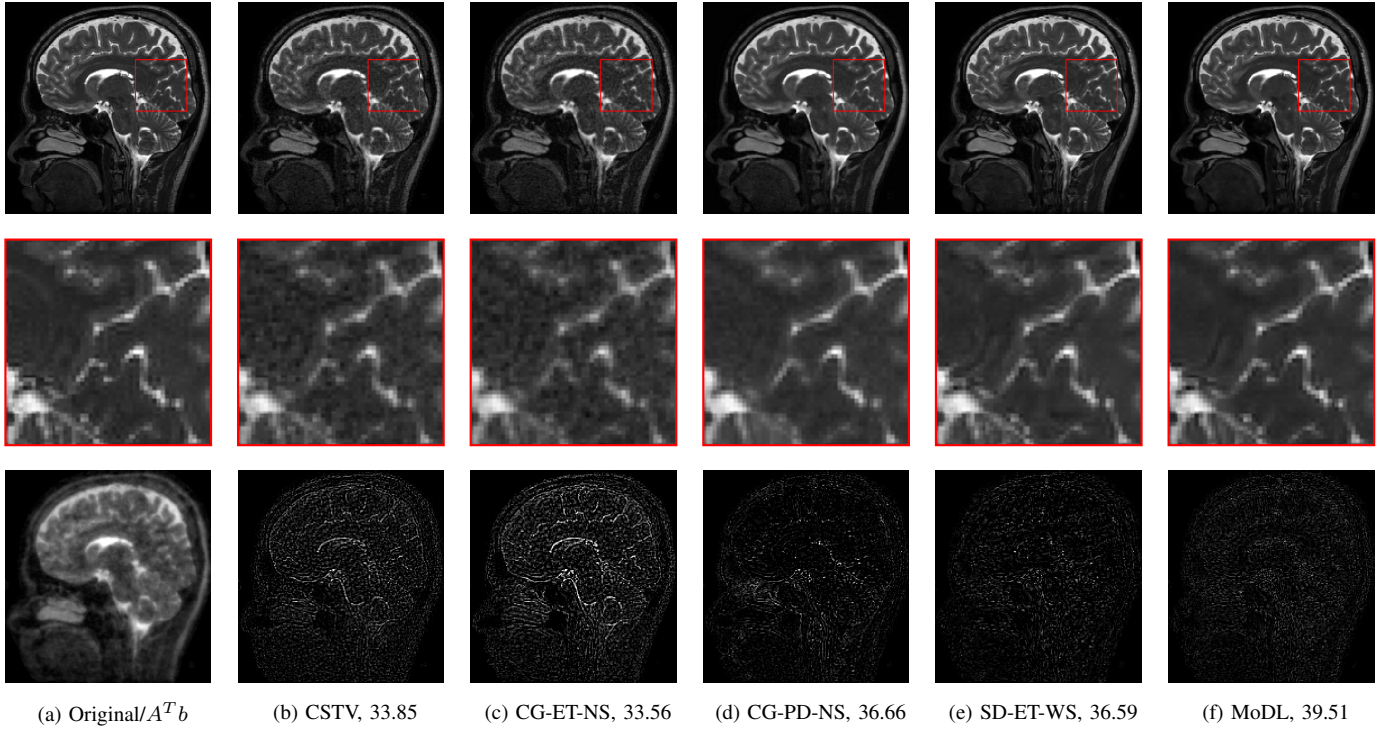 (a) Original/$A^T b$
(b) CSTV, 33.85
(c) CG-ET-NS, 33.56
(d) CG-PD-NS, 36.66
(e) SD-ET-WS, 36.59
(f) MoDL, 39.51